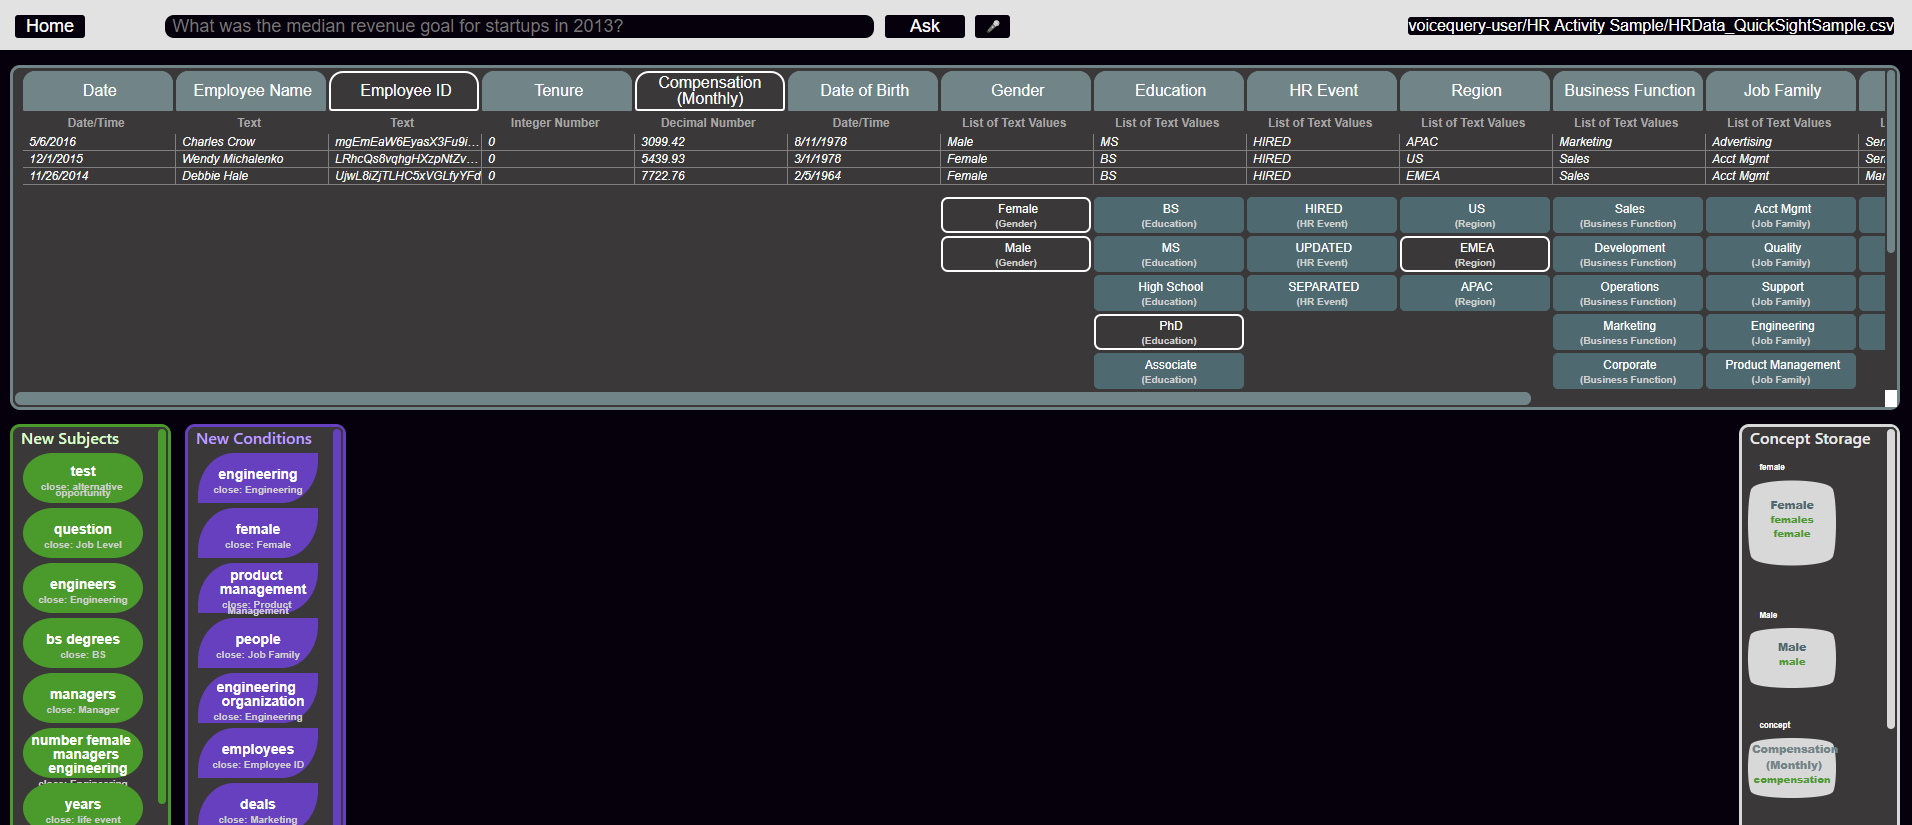 Home
What was the median revenue goal for startups in 2013?
Ask
voicequery-user/HR Activity Sample/HRData_QuickSightSample.csv
Date Employee Name Employee ID Tenure Compensation (Monthly) Date of Birth Gender Education HR Event Region Business Function Job Family
Date/Time Text Text Integer Number Decimal Number Date/Time List of Text Values List of Text Values List of Text Values List of Text Values List of Text Values List of Text Values L
5/6/2016 Charles Crow mgEmEaW6EyasX3Fu9i... 0 3099.42 8/11/1978 Male MS HIRED APAC Marketing Advertising Sen
12/1/2015 Wendy Michalenko LRhcQs8vqhgHXzpNtZv... 0 5439.93 3/1/1978 Female BS HIRED US Sales Acct Mgmt
11/26/2014 Debbie Hale UjwL8iZjTLHC5xVGLfyYFd 0 7722.76 2/5/1964 Female BS HIRED EMEA Sales Acct Mgmt
Female BS HIRED US Sales Acct Mgmt
(Gender) (Education) (HR Event) (Region) (Business Function) (Job Family)
Male MS UPDATED EMEA Development Quality
(Gender) (Education) (HR Event) (Region) (Business Function) (Job Family)
High School SEPARATED APAC Operations Support
(Education) (HR Event) (Region) (Business Function) (Job Family)
PhD Marketing Engineering
(Education) (Business Function) (Job Family)
Associate Corporate Product Management
(Education) (Business Function) (Job Family)
New Subjects
test
close: alternative
opportunity
question
close: Job Level
engineers
close: Engineering
bs degrees
close: BS
managers
close: Manager
number female
managers
engineering
close: Engineering
years
close: life event
New Conditions
engineering
close: Engineering
female
close: Female
product
management
close: Product
Management
people
close: Job Family
engineering
organization
close: Engineering
employees
close: Employee ID
deals
close: Marketing
Concept Storage
female
Female
females
female
Male
Male
male
concept
Compensation
(Monthly)
compensation